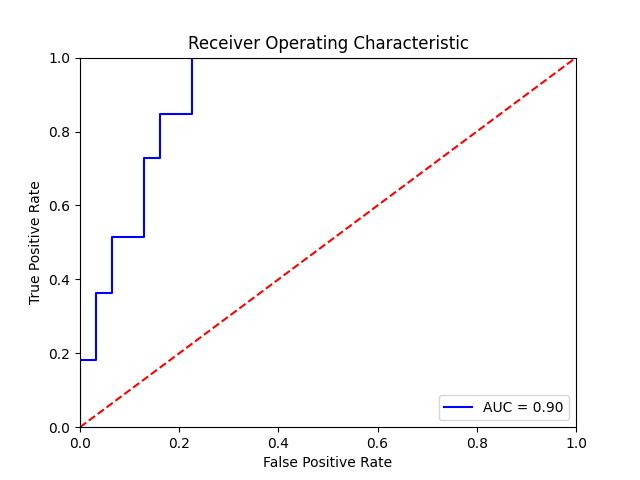 Receiver Operating Characteristic
1.0
0.8
0.6
0.4
0.2
0.0
True Positive Rate
AUC = 0.90
0.0 0.2 0.4 0.6 0.8 1.0
False Positive Rate